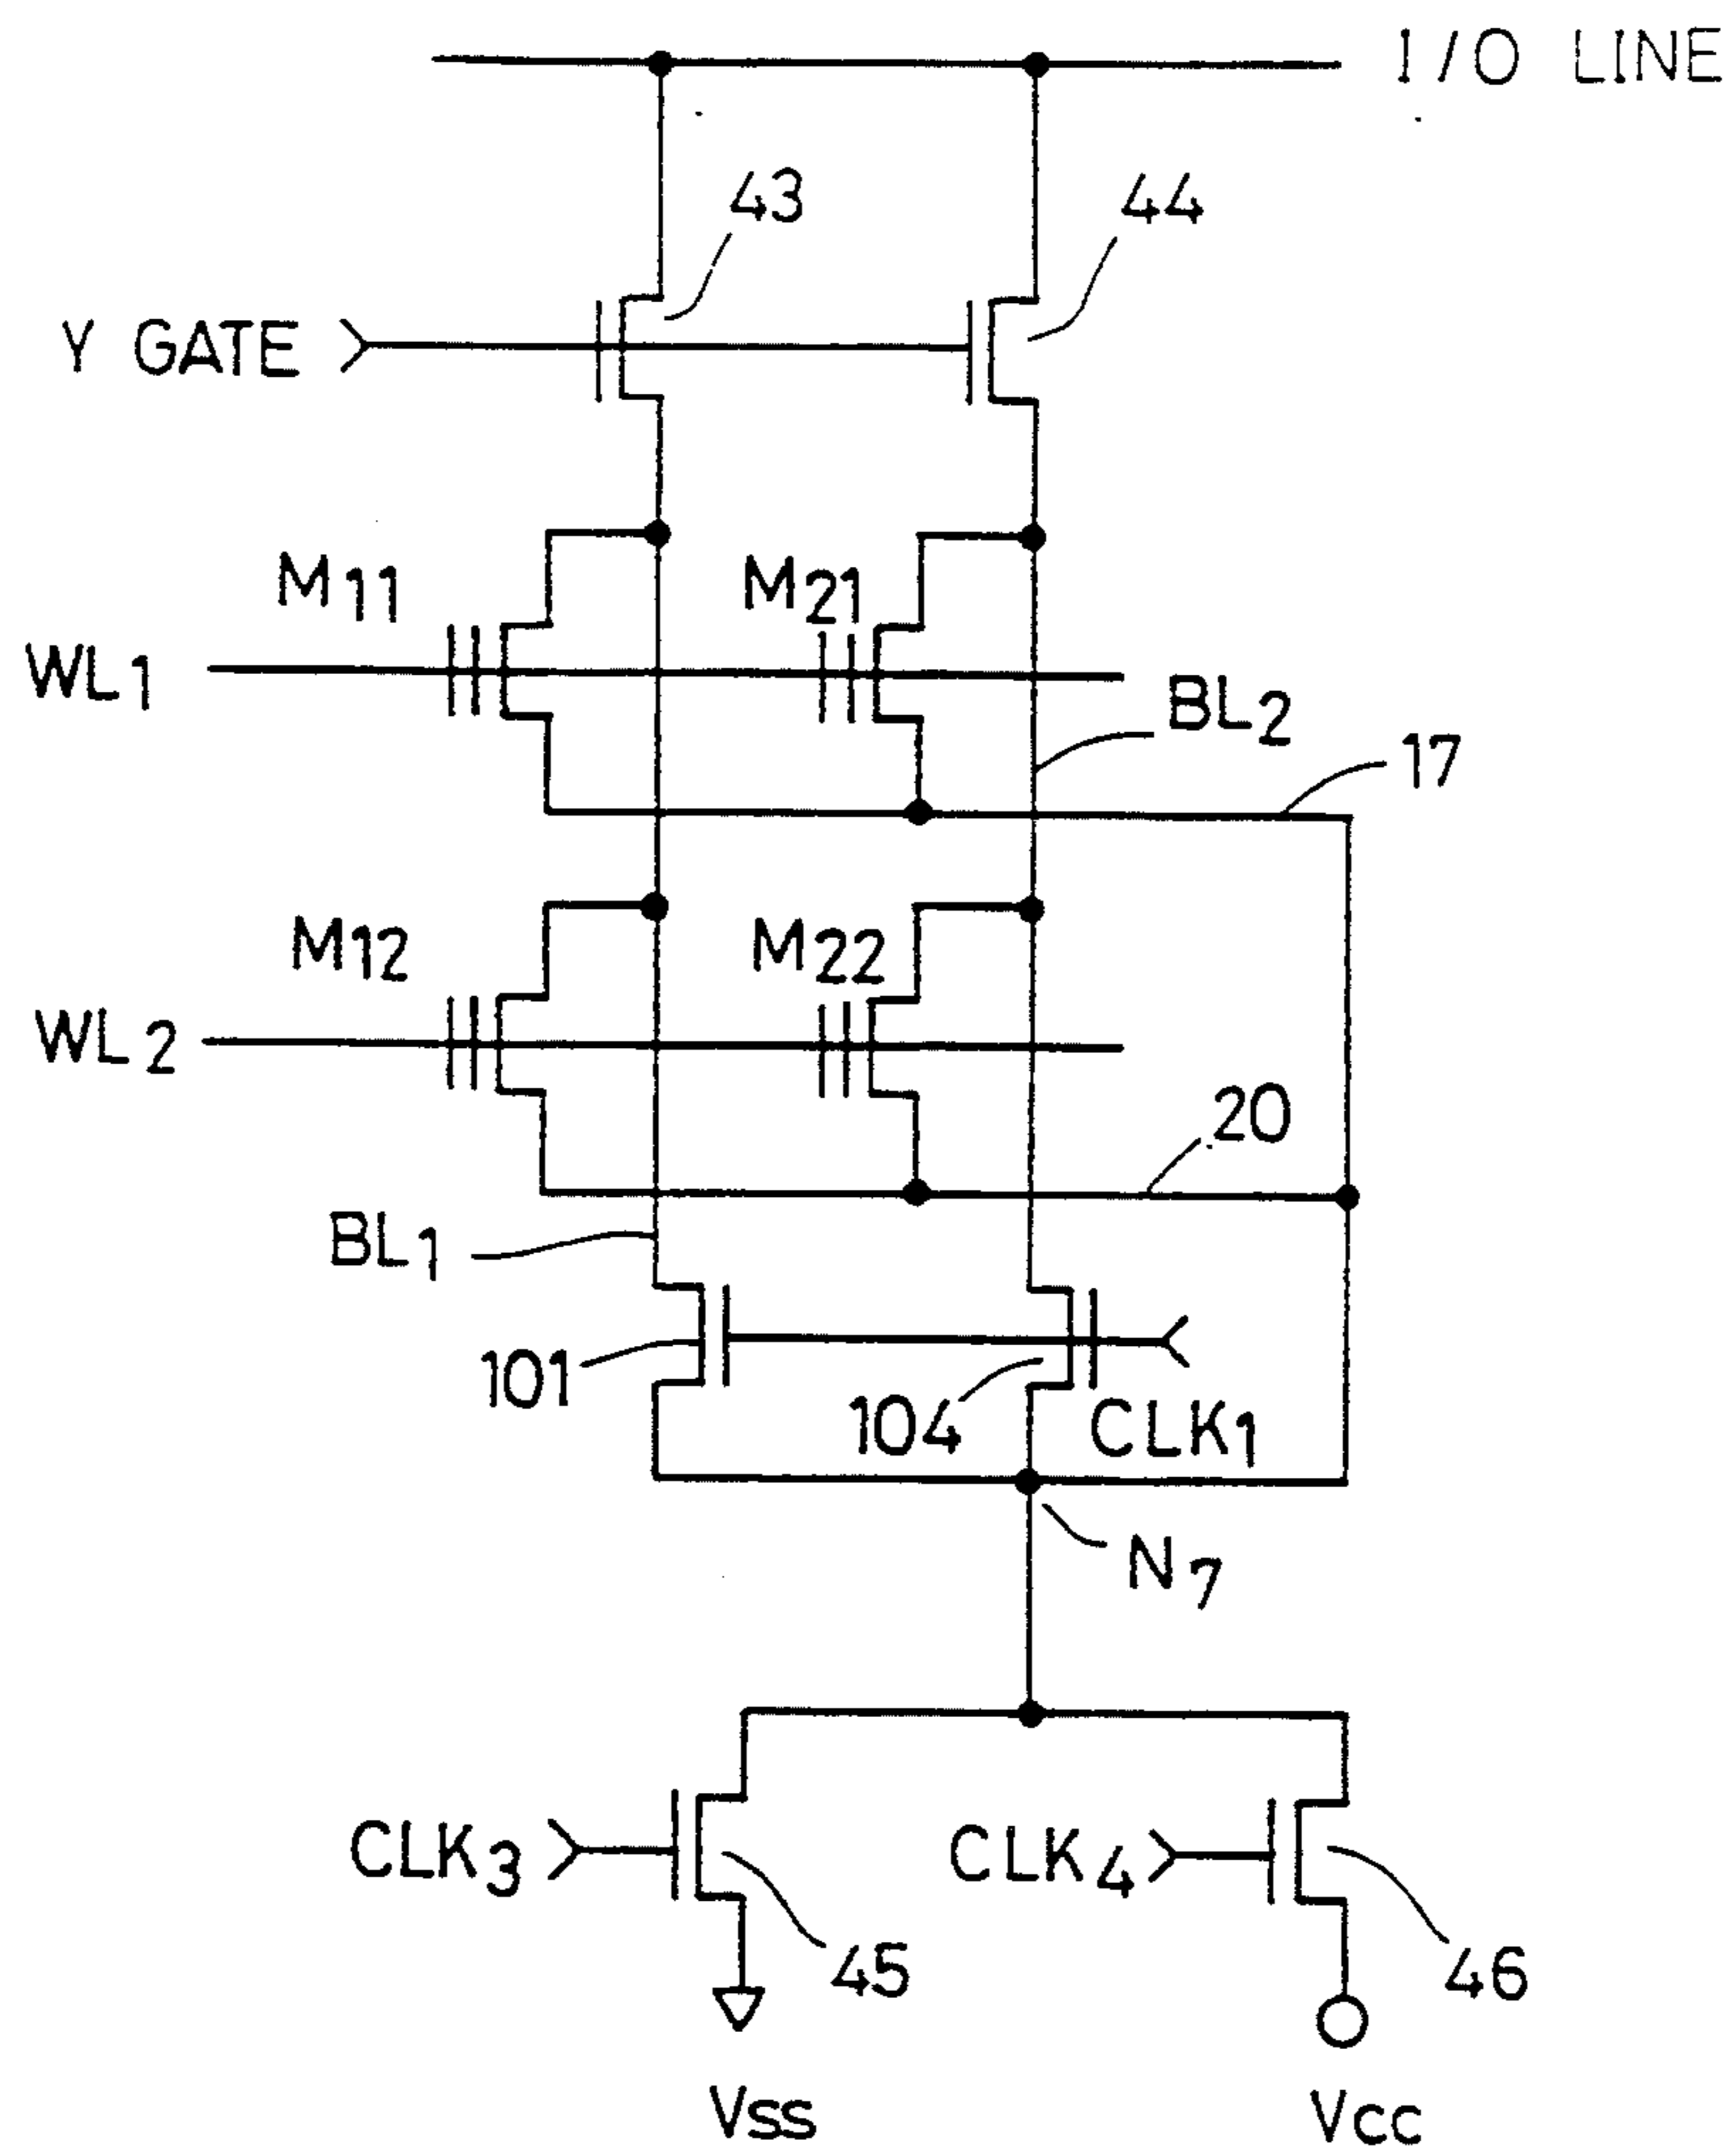 I/O LINE
43
44
Y GATE
M11
M21
WL1
BL2
17
M12
M22
WL2
20
BL1
101
104
CLK1
N7
CLK3
CLK4
45
46
Vss
Vcc